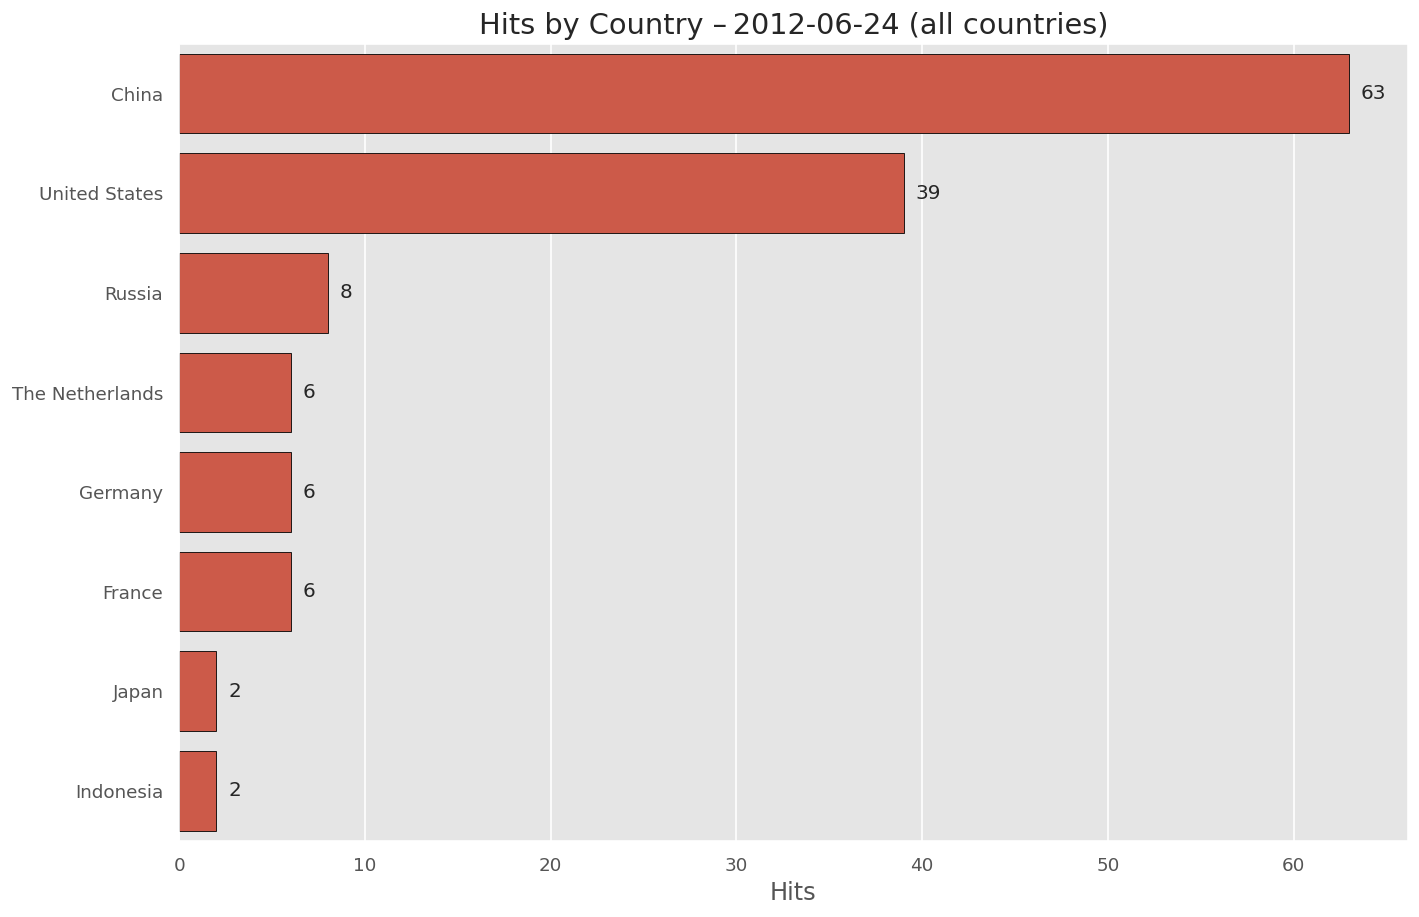 Hits by Country – 2012-06-24 (all countries)
China
63
United States
39
Russia
8
The Netherlands
6
Germany
6
France
6
Japan
2
Indonesia
2
0 10 20 30 40 50 60
Hits